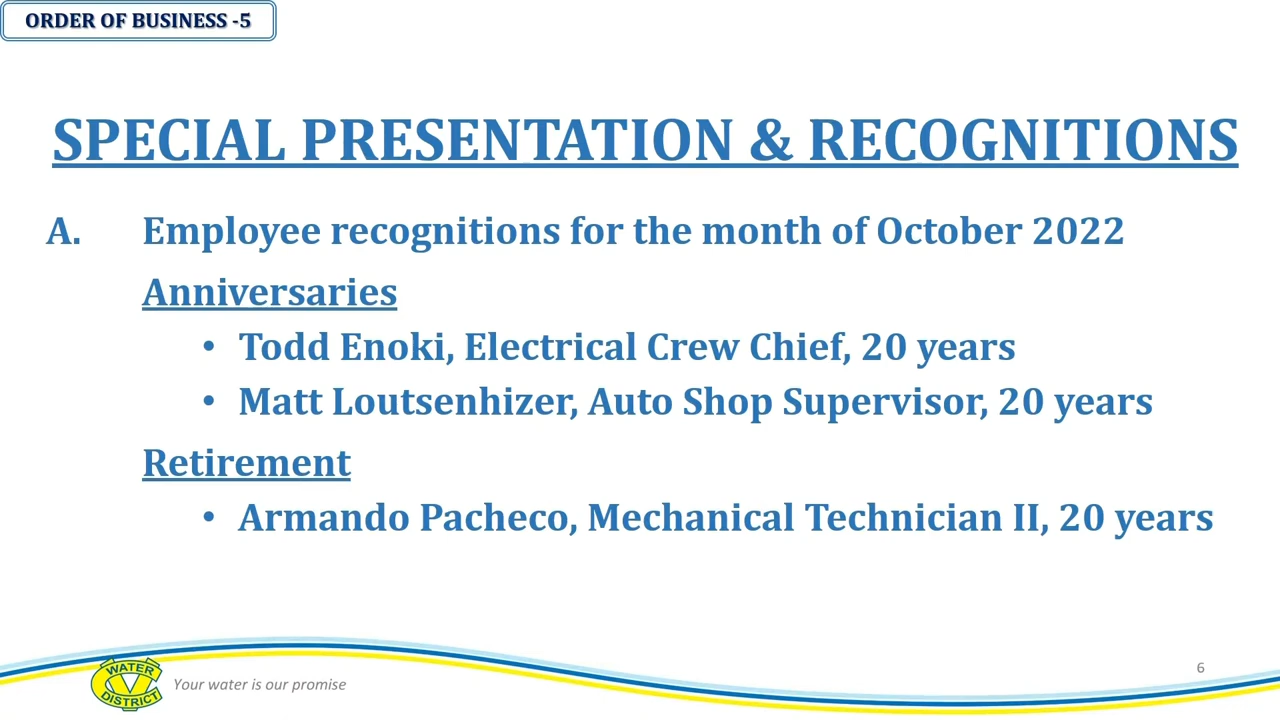 ORDER OF BUSINESS -5
SPECIAL PRESENTATION & RECOGNITIONS
A. Employee recognitions for the month of October 2022
Anniversaries
• Todd Enoki, Electrical Crew Chief, 20 years
• Matt Loutsenhizer, Auto Shop Supervisor, 20 years
Retirement
• Armando Pacheco, Mechanical Technician II, 20 years
WATER
DISTRICT
Your water is our promise
6